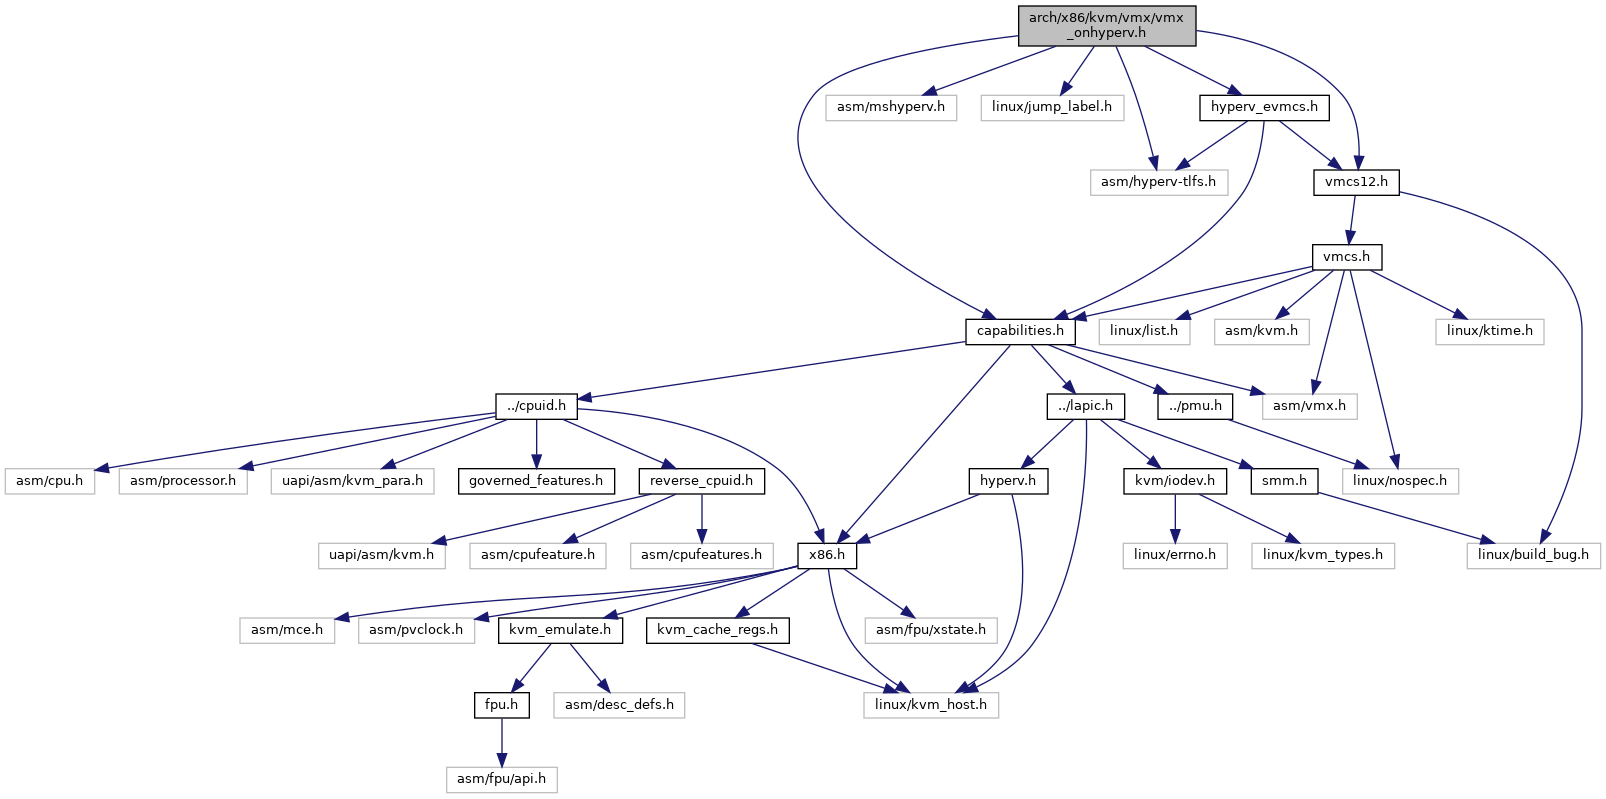 arch/x86/kvm/vmx/vmx
_onhyperv.h
asm/mshyperv.h
linux/jump_label.h
hyperv_evmcs.h
asm/hyperv-tlfs.h
vmcs12.h
vmcs.h
capabilities.h
linux/list.h
asm/kvm.h
linux/ktime.h
../cpuid.h
../lapic.h
../pmu.h
asm/vmx.h
asm/cpu.h
asm/processor.h
uapi/asm/kvm_para.h
governed_features.h
reverse_cpuid.h
hyperv.h
kvm/iodev.h
smm.h
linux/nospec.h
uapi/asm/kvm.h
asm/cpufeature.h
asm/cpufeatures.h
x86.h
linux/errno.h
linux/kvm_types.h
linux/build_bug.h
asm/mce.h
asm/pvclock.h
kvm_emulate.h
kvm_cache_regs.h
asm/fpu/xstate.h
fpu.h
asm/desc_defs.h
linux/kvm_host.h
asm/fpu/api.h